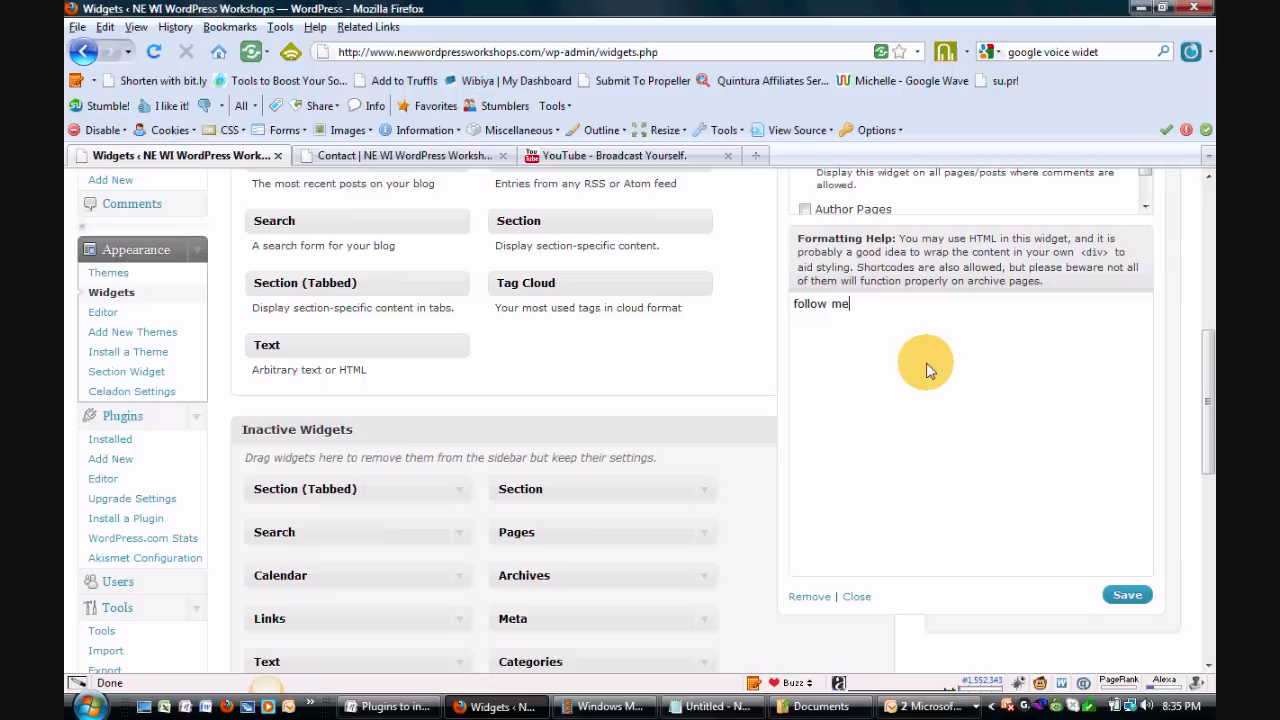 Widgets ‹ NE WI WordPress Workshops — WordPress - Mozilla Firefox
File Edit View History Bookmarks Tools Help Related Links
http://www.newwordpressworkshops.com/wp-admin/widgets.php google voice widet
Shorten with bit.ly Tools to Boost Your So... Add to Truffls Wibiya | My Dashboard Submit To Propeller Quintura Affiliates Ser... Michelle - Google Wave su.pr!
Stumble! I like it! All Share Info Favorites Stumblers Tools
Disable Cookies CSS Forms Images Information Miscellaneous Outline Resize Tools View Source Options
Widgets ‹ NE WI WordPress Work... Contact | NE WI WordPress Worksh... YouTube - Broadcast Yourself.
Add New
Comments
Appearance
Themes
Widgets
Editor
Add New Themes
Install a Theme
Section Widget
Celadon Settings
Plugins
Installed
Add New
Editor
Upgrade Settings
Install a Plugin
WordPress.com Stats
Akismet Configuration
Users
Tools
Tools
Import
Export
The most recent posts on your blog Entries from any RSS or Atom feed
Search Section
A search form for your blog Display section-specific content.
Section (Tabbed) Tag Cloud
Display section-specific content in tabs. Your most used tags in cloud format
Text
Arbitrary text or HTML
Inactive Widgets
Drag widgets here to remove them from the sidebar but keep their settings.
Section (Tabbed) Section
Search Pages
Calendar Archives
Links Meta
Text Categories
Display this widget on all pages/posts where comments are
allowed.
Author Pages
Formatting Help: You may use HTML in this widget, and it is
probably a good idea to wrap the content in your own <div> to
aid styling. Shortcodes are also allowed, but please beware not all
of them will function properly on archive pages.
follow me
Remove | Close Save
Done Buzz #1,552,343 PageRank Alexa
Plugins to in... Widgets ‹ N... Windows M... Untitled - N... Documents 2 Microsof... 8:35 PM